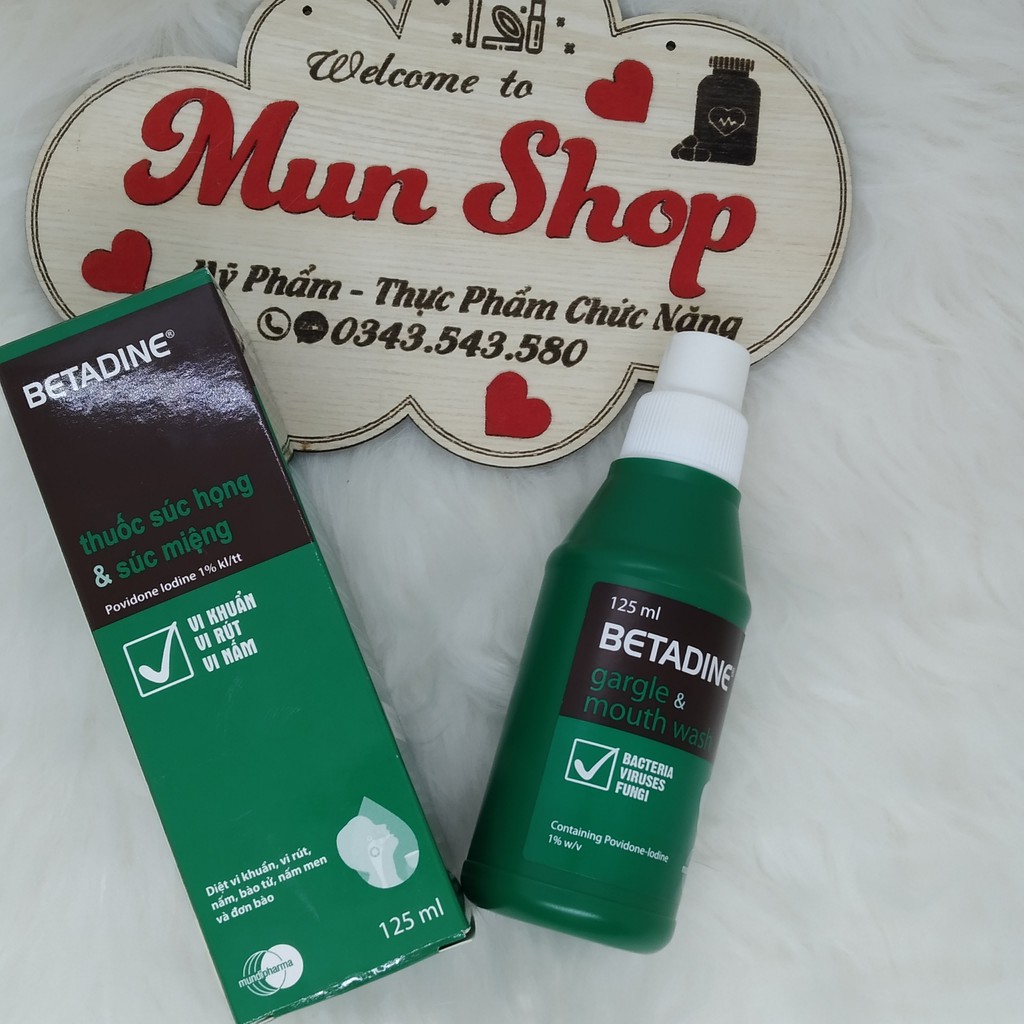 Welcome to
Mun Shop
Mỹ Phẩm - Thực Phẩm Chức Năng
Zalo 0343.543.580
BETADINE®
thuốc súc họng
& súc miệng
Povidone Iodine 1% kl/tt
VI KHUẨN
VI RÚT
VI NẤM
Diệt vi khuẩn, vi rút,
nấm, bào tử, nấm men
và đơn bào
125 ml
mundipharma
125 ml
BETADINE®
gargle &
mouth wash
BACTERIA
VIRUSES
FUNGI
Containing Povidone-Iodine
1% w/v